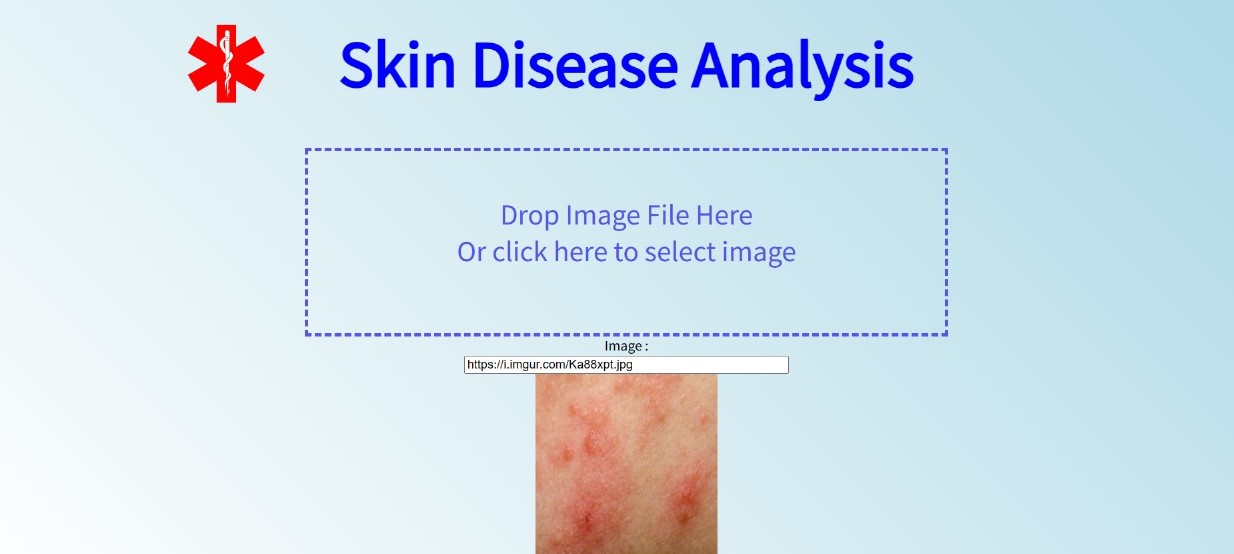 Skin Disease Analysis
Drop Image File Here
Or click here to select image
Image :
https://i.imgur.com/Ka88xpt.jpg